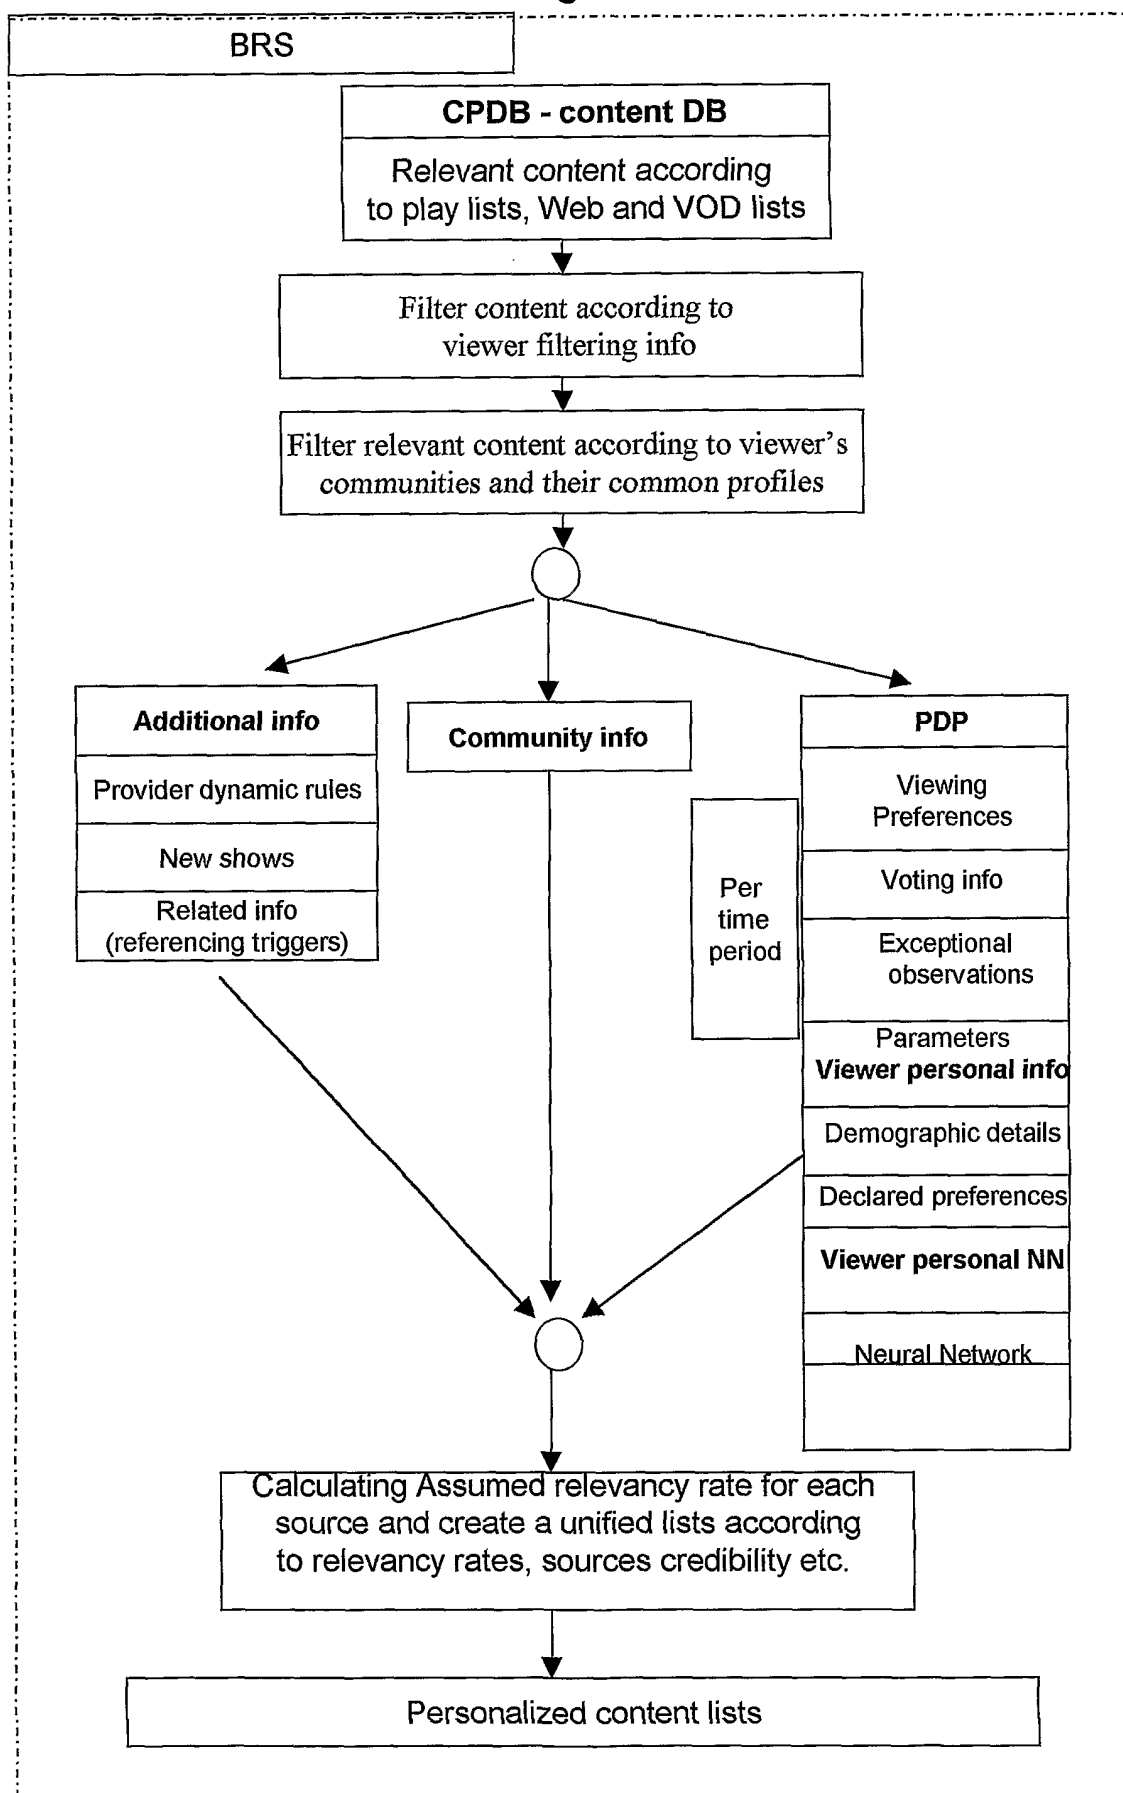 BRS
CPDB - content DB
Relevant content according
to play lists, Web and VOD lists
Filter content according to
viewer filtering info
Filter relevant content according to viewer's
communities and their common profiles
Additional info
Provider dynamic rules
New shows
Related info
(referencing triggers)
Community info
Per
time
period
PDP
Viewing
Preferences
Voting info
Exceptional
observations
Parameters
Viewer personal info
Demographic details
Declared preferences
Viewer personal NN
Neural Network
Calculating Assumed relevancy rate for each
source and create a unified lists according
to relevancy rates, sources credibility etc.
Personalized content lists